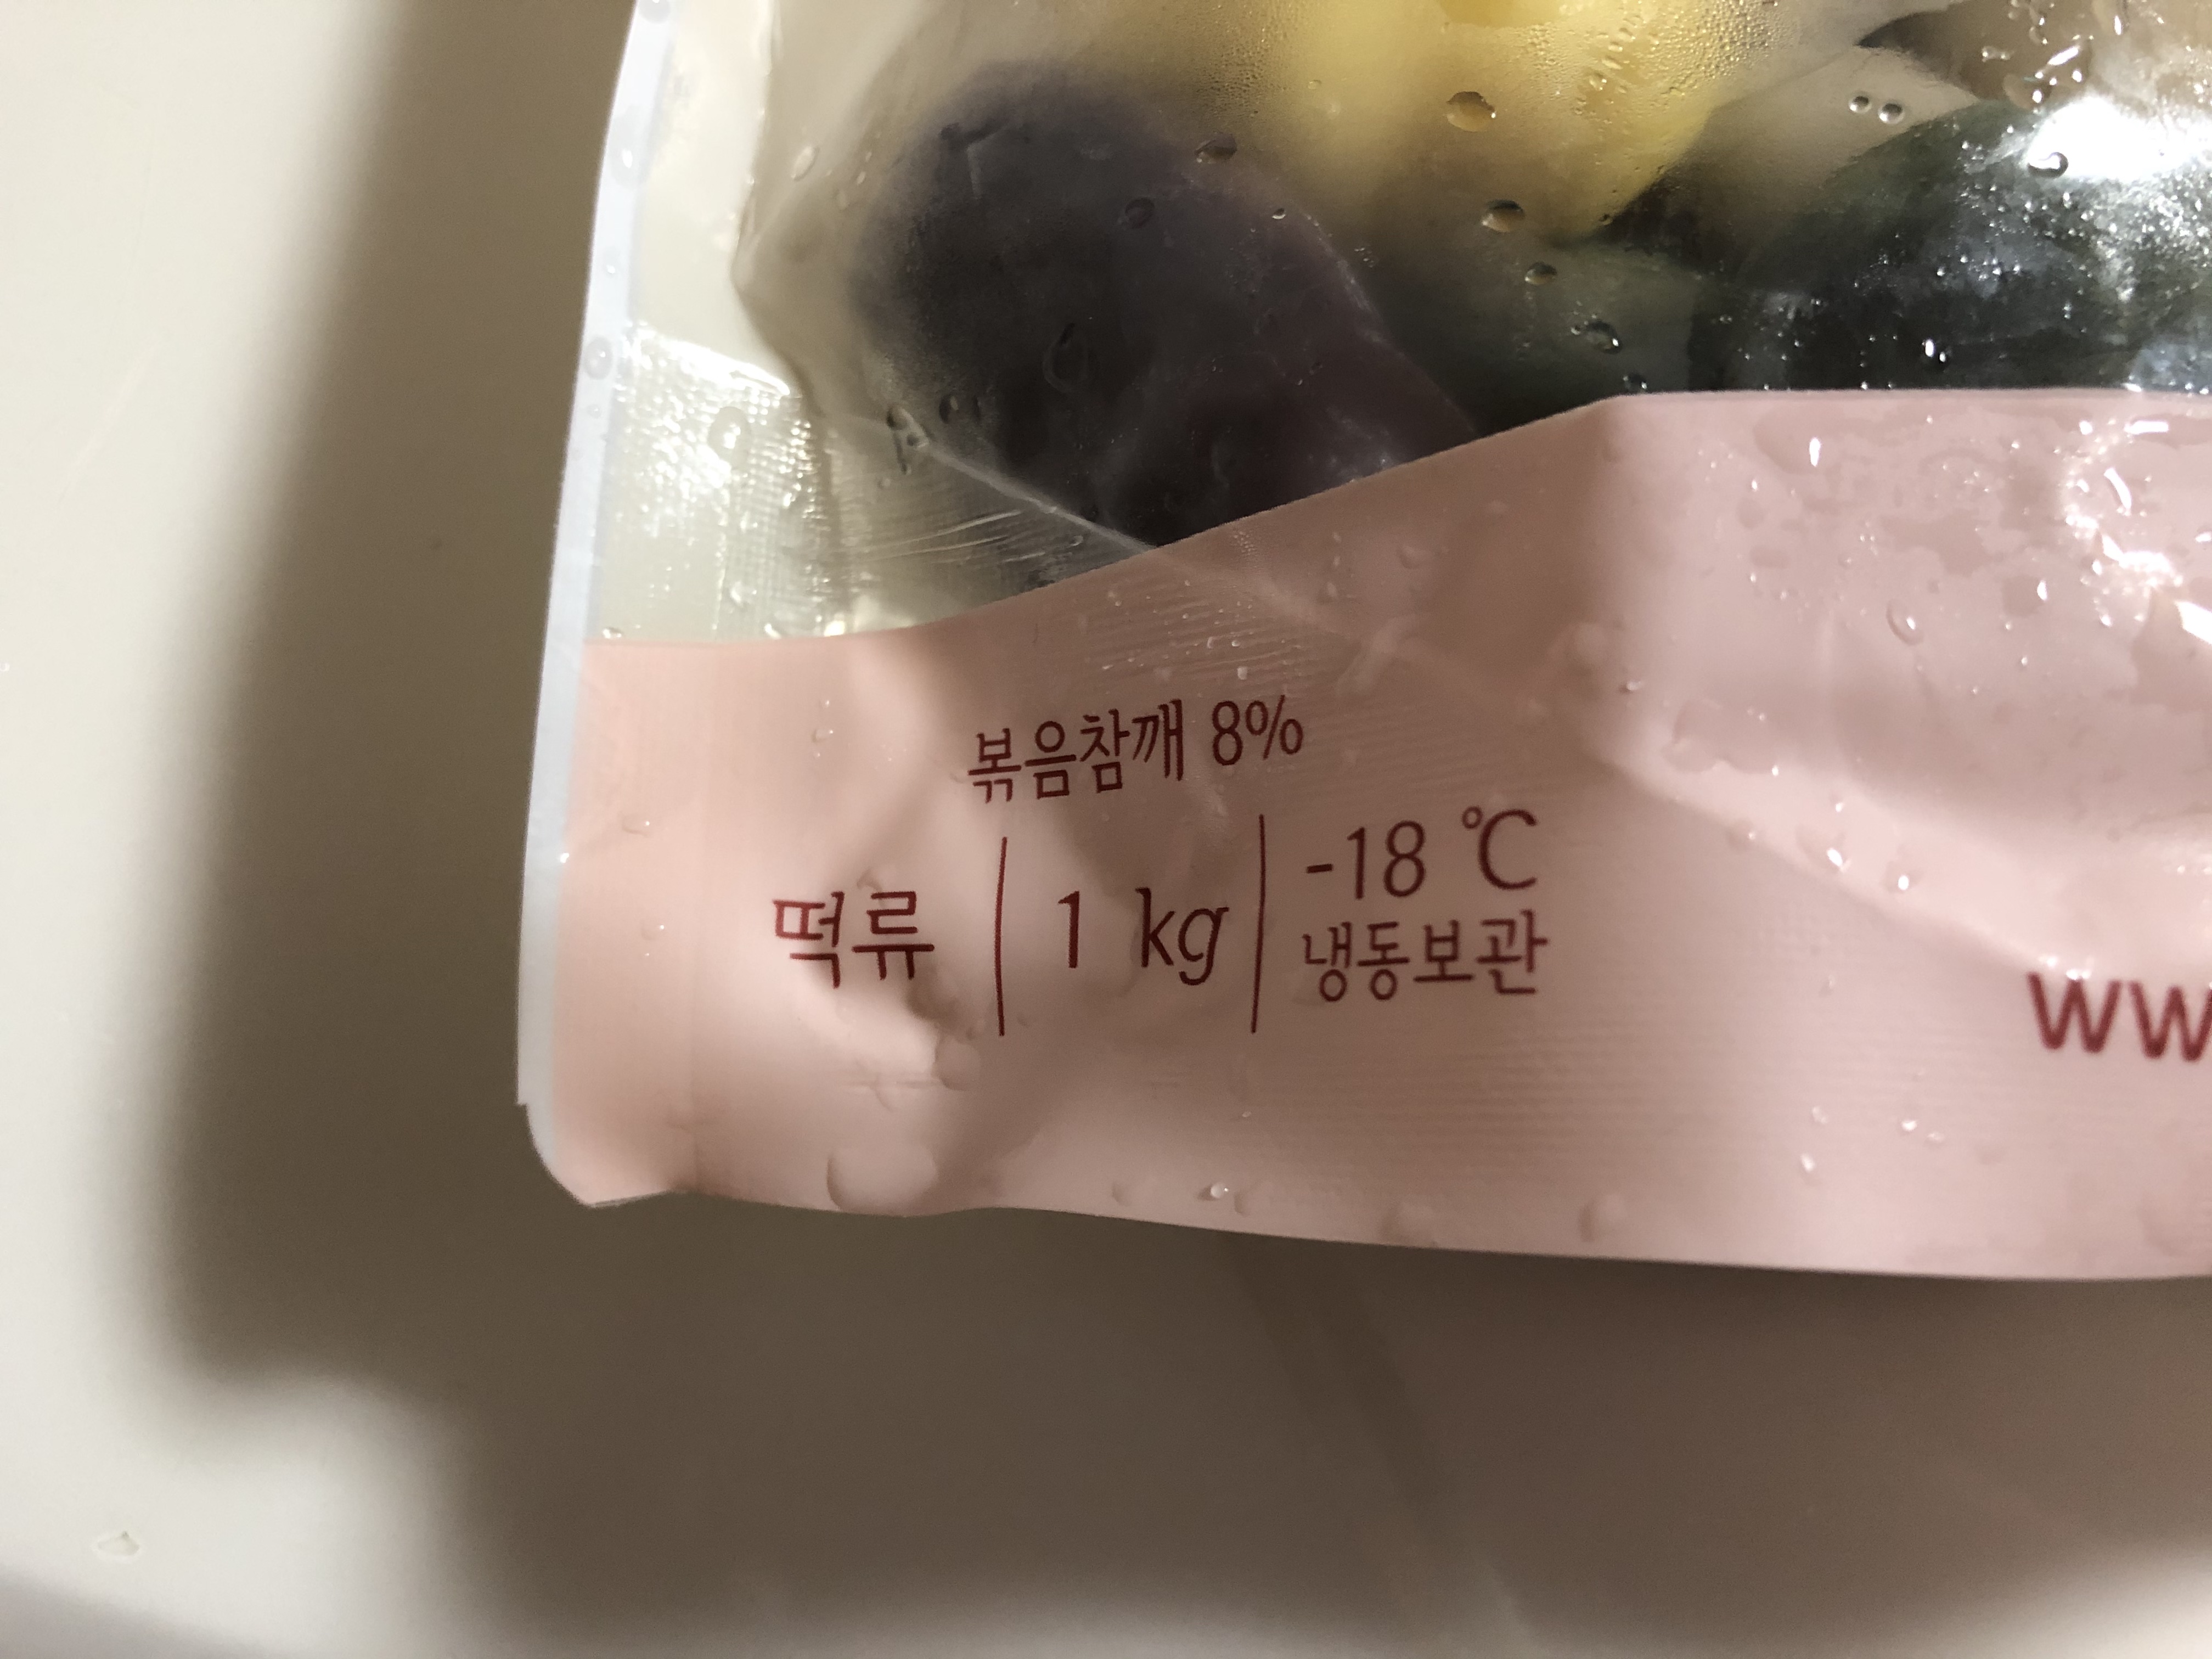 볶음참깨 8%
떡류 | 1 kg | -18 ℃
냉동보관